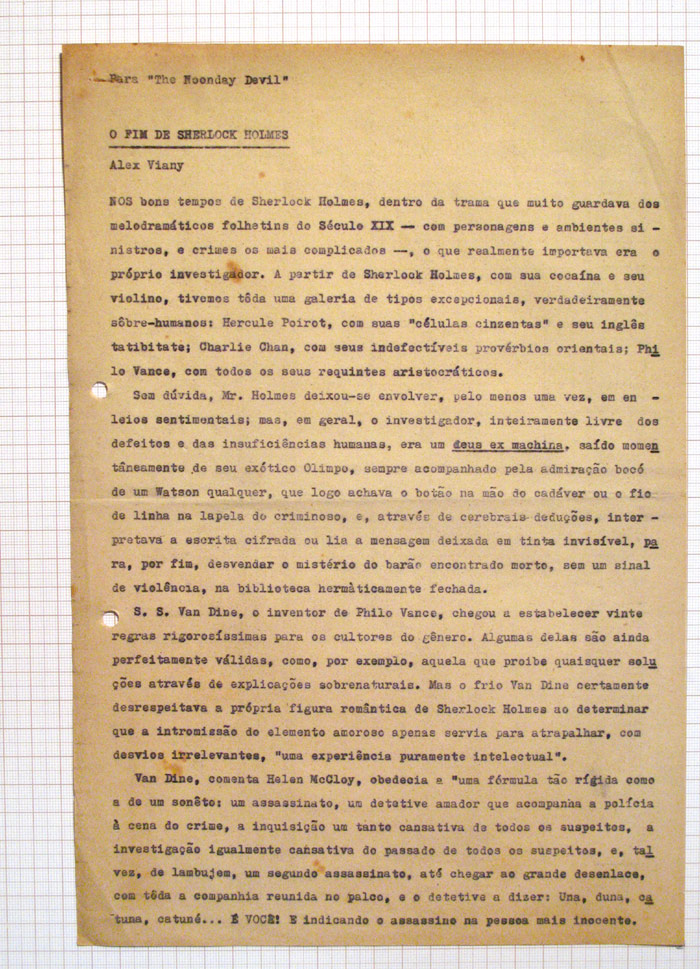 Para "The Noonday Devil"
O FIM DE SHERLOCK HOLMES
Alex Viany
NOS bons tempos de Sherlock Holmes, dentro da trama que muito guardava dos
melodramáticos folhetins do Século XIX — com personagens e ambientes si -
nistros, e crimes os mais complicados —, o que realmente importava era o
próprio investigador. A partir de Sherlock Holmes, com sua cocaína e seu
violino, tivemos tôda uma galeria de tipos excepcionais, verdadeiramente
sôbre-humanos: Hercule Poirot, com suas "células cinzentas" e seu inglês
tatibitate; Charlie Chan, com seus indefectíveis provérbios orientais; Phi
lo Vance, com todos os seus requintes aristocráticos.
Sem dúvida, Mr. Holmes deixou-se envolver, pelo menos uma vez, em en -
leios sentimentais; mas, em geral, o investigador, inteiramente livre dos
defeitos e das insuficiências humanas, era um deus ex machina, saído momen
tâneamente de seu exótico Olimpo, sempre acompanhado pela admiração bocó
de um Watson qualquer, que logo achava o botão na mão do cadáver ou o fio
de linha na lapela do criminoso, e, através de cerebrais deduções, inter -
pretava a escrita cifrada ou lia a mensagem deixada em tinta invisível, pa
ra, por fim, desvendar o mistério do barão encontrado morto, sem um sinal
de violência, na biblioteca hermèticamente fechada.
S. S. Van Dine, o inventor de Philo Vance, chegou a estabelecer vinte
regras rigorosíssimas para os cultores do gênero. Algumas delas são ainda
perfeitamente válidas, como, por exemplo, aquela que proibe quaisquer solu
ções através de explicações sobrenaturais. Mas o frio Van Dine certamente
desrespeitava a própria figura romântica de Sherlock Holmes ao determinar
que a intromissão do elemento amoroso apenas servia para atrapalhar, com
desvios irrelevantes, "uma experiência puramente intelectual".
Van Dine, comenta Helen McCloy, obedecia a "uma fórmula tão rígida como
a de um sonêto: um assassinato, um detetive amador que acompanha a polícia
à cena do crime, a inquisição um tanto cansativa de todos os suspeitos, a
investigação igualmente cansativa do passado de todos os suspeitos, e, tal
vez, de lambujem, um segundo assassinato, até chegar ao grande desenlace,
com tôda a companhia reunida no palco, e o detetive a dizer: Una, duna, ca
tuna, catuné... É VOCÊ! E indicando o assassino na pessoa mais inocente.